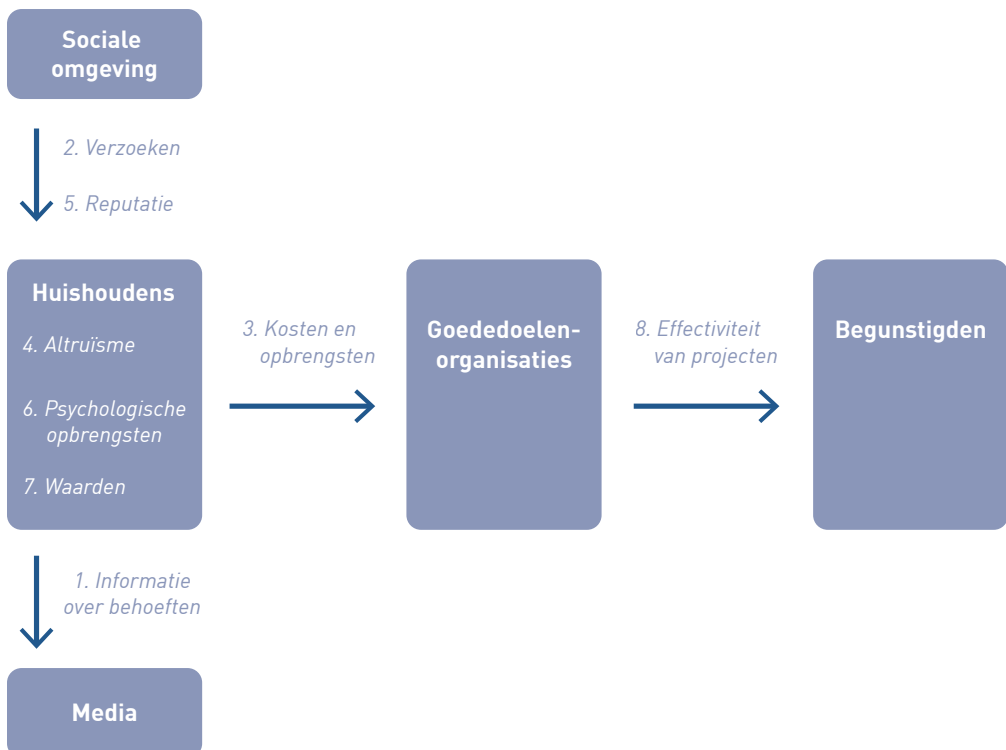 Sociale
omgeving
2. Verzoeken
5. Reputatie
Huishoudens
4. Altruïsme
6. Psychologische
opbrengsten
7. Waarden
3. Kosten en
opbrengsten
Goededoelen-
organisaties
8. Effectiviteit
van projecten
Begunstigden
1. Informatie
over behoeften
Media